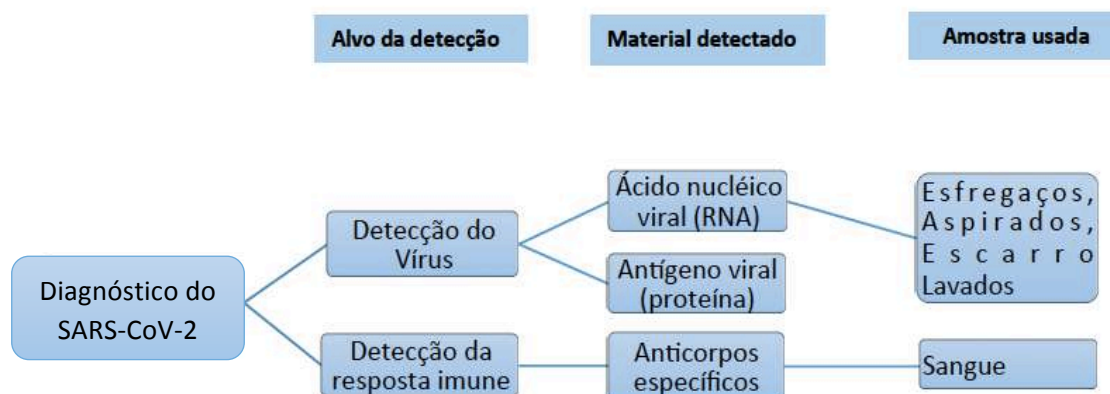 Alvo da detecção
Material detectado
Amostra usada
Diagnóstico do
SARS-CoV-2
Detecção do
Vírus
Ácido nucléico
viral (RNA)
Antígeno viral
(proteína)
Esfregaços,
Aspirados,
Escarro
Lavados
Detecção da
resposta imune
Anticorpos
específicos
Sangue